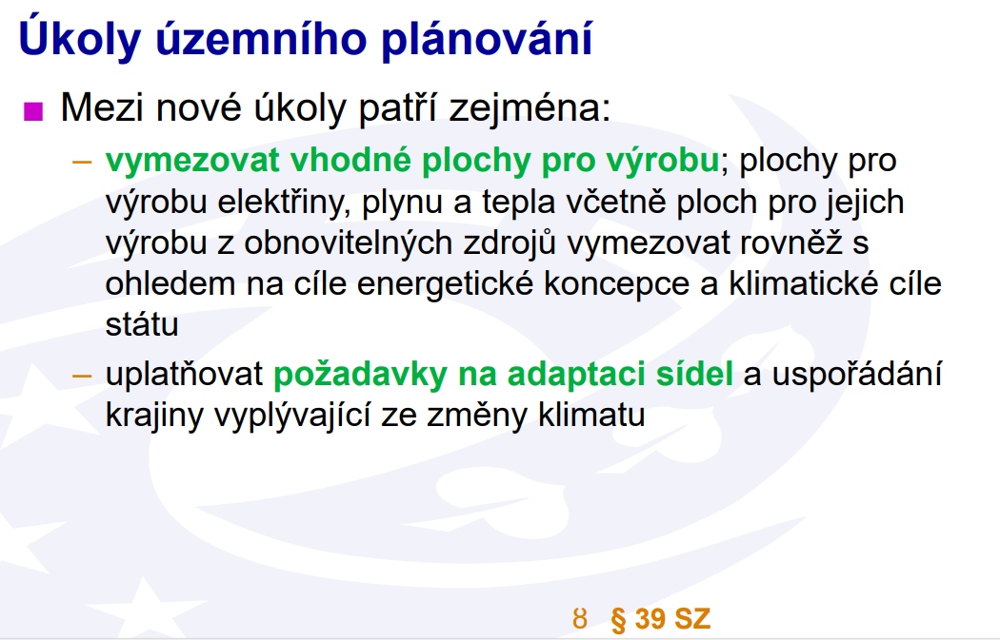 Úkoly územního plánování
■ Mezi nové úkoly patří zejména:
– vymezovat vhodné plochy pro výrobu; plochy pro
výrobu elektřiny, plynu a tepla včetně ploch pro jejich
výrobu z obnovitelných zdrojů vymezovat rovněž s
ohledem na cíle energetické koncepce a klimatické cíle
státu
– uplatňovat požadavky na adaptaci sídel a uspořádání
krajiny vyplývající ze změny klimatu
8 § 39 SZ